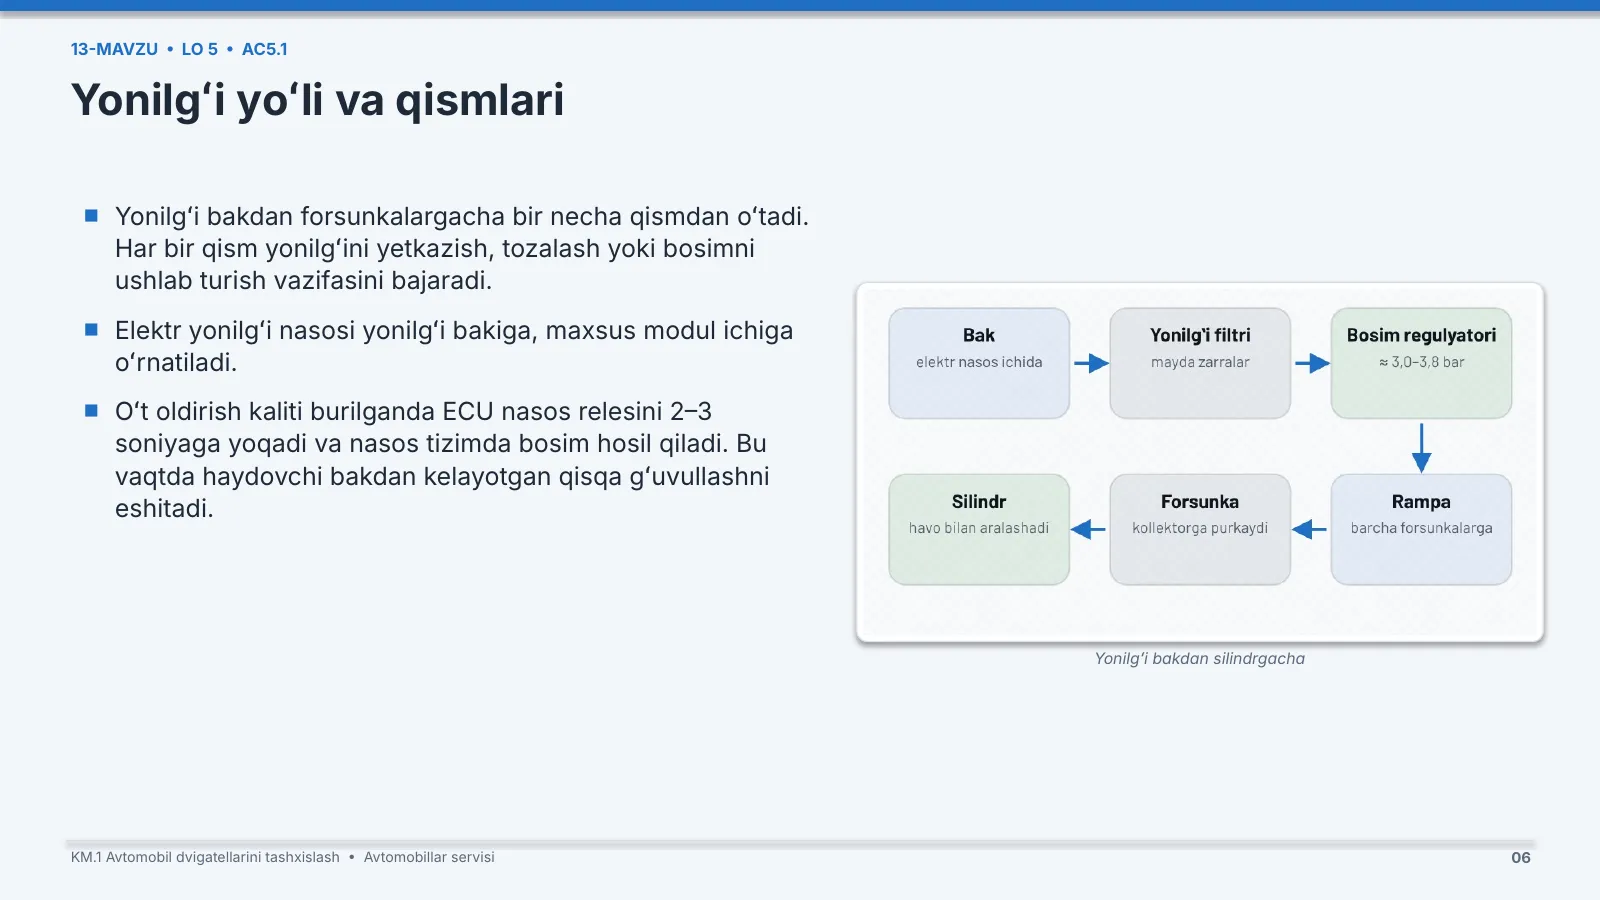 13-MAVZU • LO 5 • AC5.1
Yonilgʻi yoʻli va qismlari
Yonilgʻi bakdan forsunkalargacha bir necha qismdan oʻtadi.
Har bir qism yonilgʻini yetkazish, tozalash yoki bosimni
ushlab turish vazifasini bajaradi.
Elektr yonilgʻi nasosi yonilgʻi bakiga, maxsus modul ichiga
oʻrnatiladi.
Oʻt oldirish kaliti burilganda ECU nasos relesini 2–3
soniyaga yoqadi va nasos tizimda bosim hosil qiladi. Bu
vaqtda haydovchi bakdan kelayotgan qisqa gʻuvullashni
eshitadi.
Bak
elektr nasos ichida
Yonilgʻi filtri
mayda zarralar
Bosim regulyatori
≈ 3,0–3,8 bar
Silindr
havo bilan aralashadi
Forsunka
kollektorga purkaydi
Rampa
barcha forsunkalarga
Yonilgʻi bakdan silindrgacha
KM.1 Avtomobil dvigatellarini tashxislash • Avtomobillar servisi
06